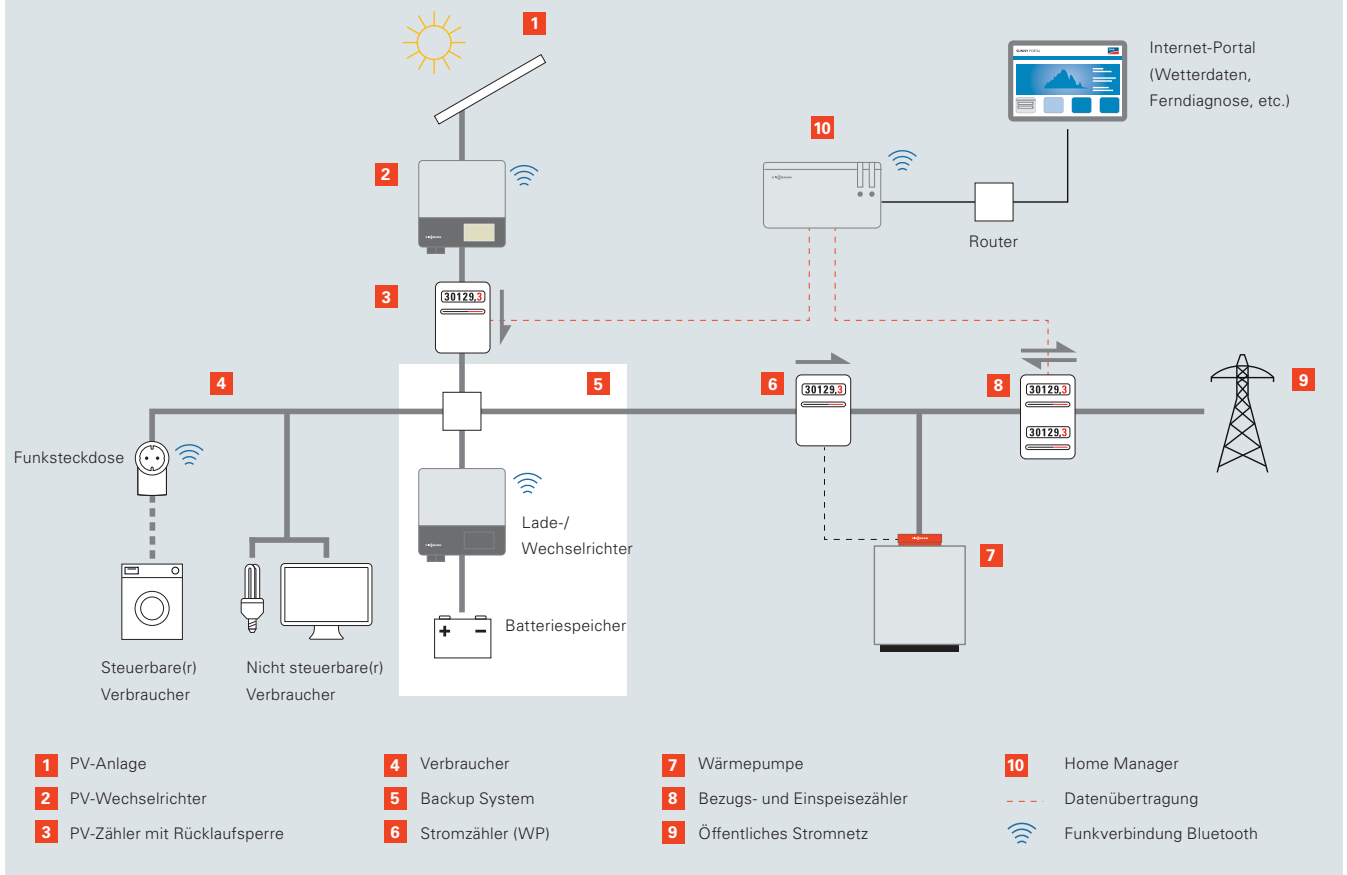 1
SUNNY PORTAL
Internet-Portal
(Wetterdaten,
Ferndiagnose, etc.)
10
2
Router
3
30129,3
4
5
6
30129,3
8
30129,3
30129,3
9
Funksteckdose
Lade-/
Wechselrichter
7
+ −
Batteriespeicher
Steuerbare(r)
Verbraucher
Nicht steuerbare(r)
Verbraucher
1 PV-Anlage
2 PV-Wechselrichter
3 PV-Zähler mit Rücklaufsperre
4 Verbraucher
5 Backup System
6 Stromzähler (WP)
7 Wärmepumpe
8 Bezugs- und Einspeisezähler
9 Öffentliches Stromnetz
10 Home Manager
Datenübertragung
Funkverbindung Bluetooth